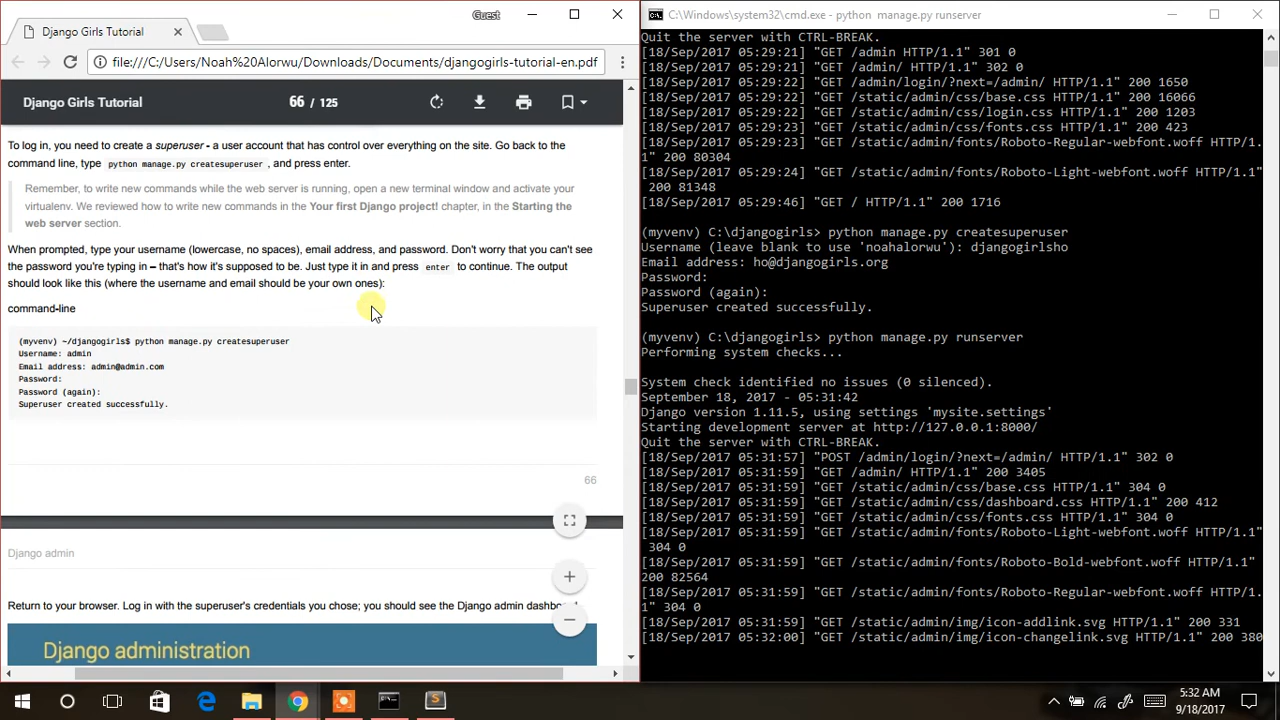 Guest
Django Girls Tutorial
file:///C:/Users/Noah%20Alorwu/Downloads/Documents/djangogirls-tutorial-en.pdf
Django Girls Tutorial
66 / 125
To log in, you need to create a superuser - a user account that has control over everything on the site. Go back to the
command line, type python manage.py createsuperuser , and press enter.
Remember, to write new commands while the web server is running, open a new terminal window and activate your
virtualenv. We reviewed how to write new commands in the Your first Django project! chapter, in the Starting the
web server section.
When prompted, type your username (lowercase, no spaces), email address, and password. Don't worry that you can't see
the password you're typing in – that's how it's supposed to be. Just type it in and press enter to continue. The output
should look like this (where the username and email should be your own ones):
command-line
(myvenv) ~/djangogirls$ python manage.py createsuperuser
Username: admin
Email address: admin@admin.com
Password:
Password (again):
Superuser created successfully.
66
Django admin
Return to your browser. Log in with the superuser's credentials you chose; you should see the Django admin dashb
Django administration
C:\Windows\system32\cmd.exe - python manage.py runserver
Quit the server with CTRL-BREAK.
[18/Sep/2017 05:29:21] "GET /admin HTTP/1.1" 301 0
[18/Sep/2017 05:29:21] "GET /admin/ HTTP/1.1" 302 0
[18/Sep/2017 05:29:22] "GET /admin/login/?next=/admin/ HTTP/1.1" 200 1650
[18/Sep/2017 05:29:22] "GET /static/admin/css/base.css HTTP/1.1" 200 16066
[18/Sep/2017 05:29:22] "GET /static/admin/css/login.css HTTP/1.1" 200 1203
[18/Sep/2017 05:29:23] "GET /static/admin/css/fonts.css HTTP/1.1" 200 423
[18/Sep/2017 05:29:23] "GET /static/admin/fonts/Roboto-Regular-webfont.woff HTTP/1.
1" 200 80304
[18/Sep/2017 05:29:24] "GET /static/admin/fonts/Roboto-Light-webfont.woff HTTP/1.1"
200 81348
[18/Sep/2017 05:29:46] "GET / HTTP/1.1" 200 1716
(myvenv) C:\djangogirls> python manage.py createsuperuser
Username (leave blank to use 'noahalorwu'): djangogirlsho
Email address: ho@djangogirls.org
Password:
Password (again):
Superuser created successfully.
(myvenv) C:\djangogirls> python manage.py runserver
Performing system checks...
System check identified no issues (0 silenced).
September 18, 2017 - 05:31:42
Django version 1.11.5, using settings 'mysite.settings'
Starting development server at http://127.0.0.1:8000/
Quit the server with CTRL-BREAK.
[18/Sep/2017 05:31:57] "POST /admin/login/?next=/admin/ HTTP/1.1" 302 0
[18/Sep/2017 05:31:59] "GET /admin/ HTTP/1.1" 200 3405
[18/Sep/2017 05:31:59] "GET /static/admin/css/base.css HTTP/1.1" 304 0
[18/Sep/2017 05:31:59] "GET /static/admin/css/dashboard.css HTTP/1.1" 200 412
[18/Sep/2017 05:31:59] "GET /static/admin/css/fonts.css HTTP/1.1" 304 0
[18/Sep/2017 05:31:59] "GET /static/admin/fonts/Roboto-Light-webfont.woff HTTP/1.1"
304 0
[18/Sep/2017 05:31:59] "GET /static/admin/fonts/Roboto-Bold-webfont.woff HTTP/1.1"
200 82564
[18/Sep/2017 05:31:59] "GET /static/admin/fonts/Roboto-Regular-webfont.woff HTTP/1.
1" 304 0
[18/Sep/2017 05:31:59] "GET /static/admin/img/icon-addlink.svg HTTP/1.1" 200 331
[18/Sep/2017 05:32:00] "GET /static/admin/img/icon-changelink.svg HTTP/1.1" 200 380
5:32 AM
9/18/2017